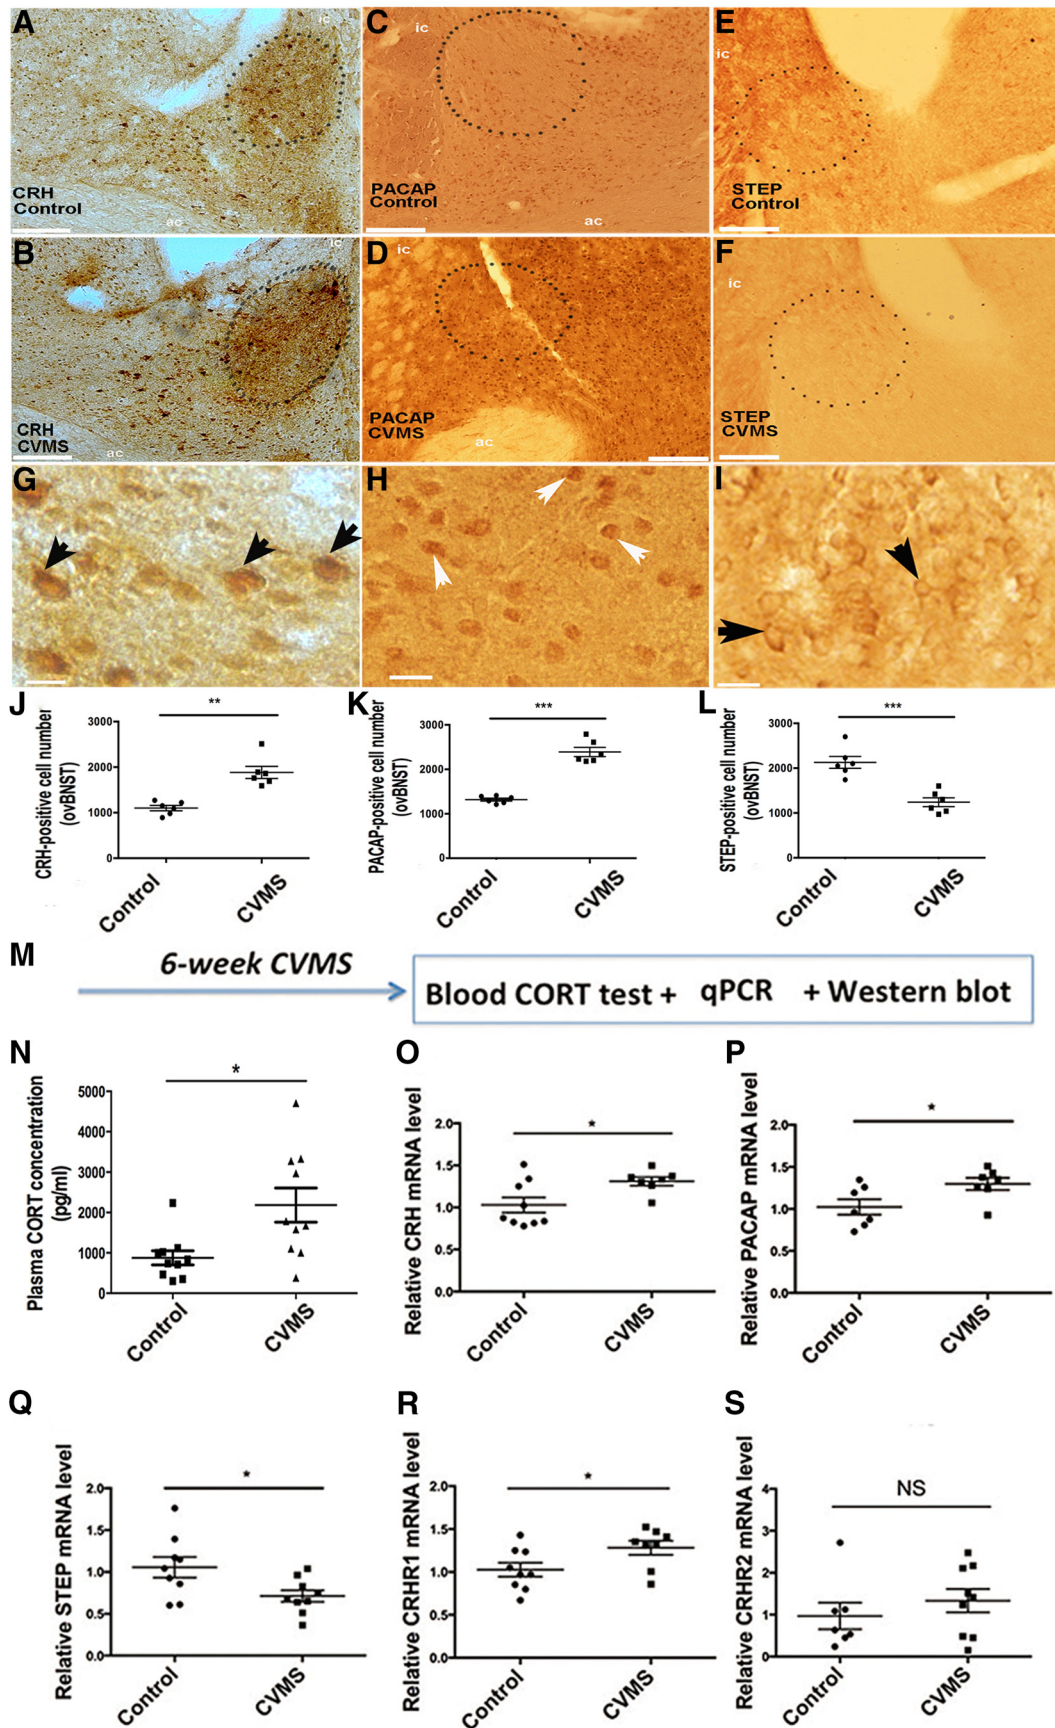 A
ic
CRH
Control
ac
C
ic
PACAP
Control
ac
E
ic
STEP
Control
B
ic
CRH
CVMS
ac
D
ic
PACAP
CVMS
ac
F
ic
STEP
CVMS
G
H
I
J
**
CRH-positive cell number
(ovBNST)
3000
2000
1000
0
Control
CVMS
K
***
PACAP-positive cell number
(ovBNST)
3000
2000
1000
0
Control
CVMS
L
***
STEP-positive cell number
(ovBNST)
3000
2000
1000
0
Control
CVMS
M
6-week CVMS
Blood CORT test + qPCR + Western blot
N
*
Plasma CORT concentration
(pg/ml)
5000
4000
3000
2000
1000
0
Control
CVMS
O
*
Relative CRH mRNA level
2.0
1.5
1.0
0.5
0.0
Control
CVMS
P
*
Relative PACAP mRNA level
2.0
1.5
1.0
0.5
0.0
Control
CVMS
Q
*
Relative STEP mRNA level
2.0
1.5
1.0
0.5
0.0
Control
CVMS
R
*
Relative CRHR1 mRNA level
2.0
1.5
1.0
0.5
0.0
Control
CVMS
S
NS
Relative CRHR2 mRNA level
4
3
2
1
0
Control
CVMS